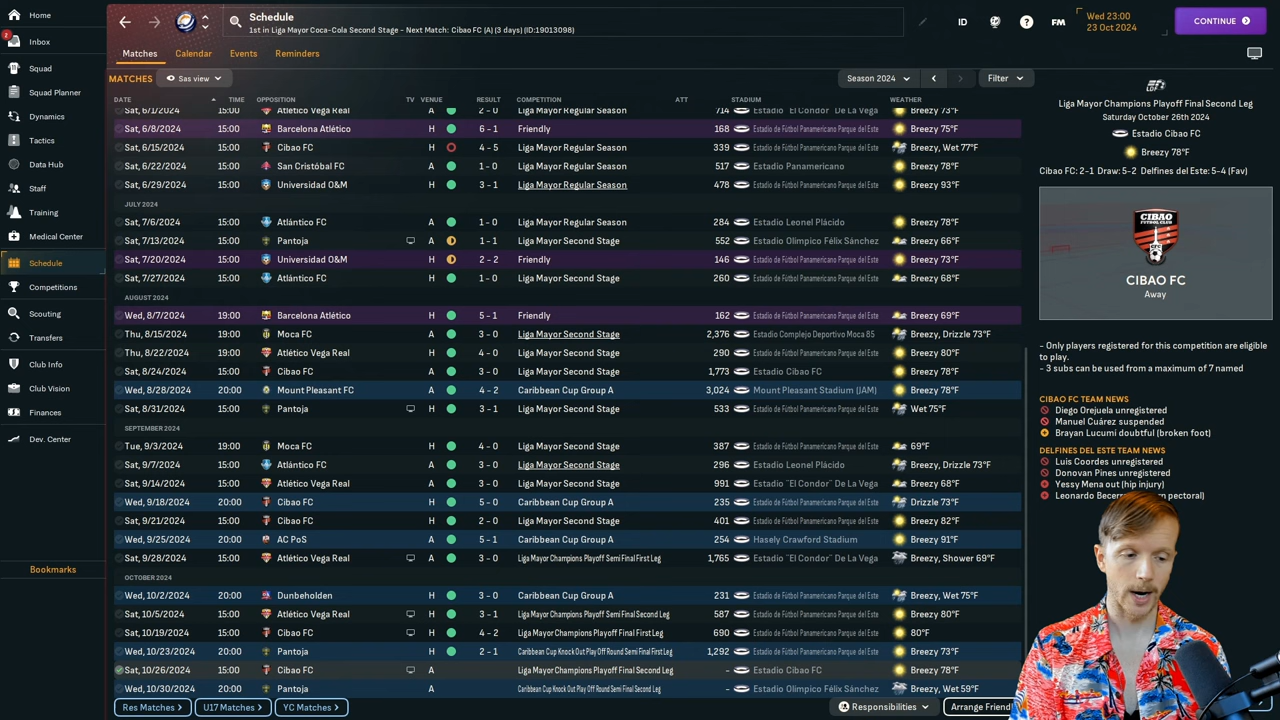 Home
2
Inbox
Squad
Squad Planner
Dynamics
Tactics
Data Hub
Staff
Training
Medical Center
Schedule
Competitions
Scouting
Transfers
Club Info
Club Vision
Finances
Dev. Center
Bookmarks
Schedule
1st in Liga Mayor Coca-Cola Second Stage - Next Match: Cibao FC (A) (3 days) (ID:19013098)
ID
?
FM
Wed 23:00
23 Oct 2024
CONTINUE
Matches Calendar Events Reminders
MATCHES Sas view Season 2024 Filter
DATE TIME OPPOSITION TV VENUE RESULT COMPETITION ATT STADIUM WEATHER
Sat, 6/1/2024 15:00 Atlético Vega Real A 2 - 0 Liga Mayor Regular Season 714 Estadio ¨El Condor¨ De La Vega Breezy 73°F
Sat, 6/8/2024 15:00 Barcelona Atlético H 6 - 1 Friendly 168 Estadio de Fútbol Panamericano Parque del Este Breezy 75°F
Sat, 6/15/2024 15:00 Cibao FC H 4 - 5 Liga Mayor Regular Season 339 Estadio de Fútbol Panamericano Parque del Este Breezy, Wet 77°F
Sat, 6/22/2024 15:00 San Cristóbal FC A 1 - 0 Liga Mayor Regular Season 517 Estadio Panamericano Breezy 78°F
Sat, 6/29/2024 15:00 Universidad O&M H 3 - 1 Liga Mayor Regular Season 478 Estadio de Fútbol Panamericano Parque del Este Breezy 93°F
JULY 2024
Sat, 7/6/2024 15:00 Atlántico FC A 1 - 0 Liga Mayor Regular Season 284 Estadio Leonel Plácido Breezy 78°F
Sat, 7/13/2024 15:00 Pantoja A 1 - 1 Liga Mayor Second Stage 552 Estadio Olímpico Félix Sánchez Breezy 66°F
Sat, 7/20/2024 15:00 Universidad O&M H 2 - 2 Friendly 146 Estadio de Fútbol Panamericano Parque del Este Breezy 73°F
Sat, 7/27/2024 15:00 Atlántico FC H 1 - 0 Liga Mayor Second Stage 260 Estadio de Fútbol Panamericano Parque del Este Breezy 68°F
AUGUST 2024
Wed, 8/7/2024 19:00 Barcelona Atlético H 5 - 1 Friendly 162 Estadio de Fútbol Panamericano Parque del Este Breezy 69°F
Thu, 8/15/2024 19:00 Moca FC A 3 - 0 Liga Mayor Second Stage 2,376 Estadio Complejo Deportivo Moca 85 Breezy, Drizzle 73°F
Thu, 8/22/2024 19:00 Atlético Vega Real H 4 - 0 Liga Mayor Second Stage 290 Estadio de Fútbol Panamericano Parque del Este Breezy 80°F
Sat, 8/24/2024 15:00 Cibao FC A 3 - 0 Liga Mayor Second Stage 1,773 Estadio Cibao FC Breezy 78°F
Wed, 8/28/2024 20:00 Mount Pleasant FC A 4 - 2 Caribbean Cup Group A 3,024 Mount Pleasant Stadium (JAM) Breezy 78°F
Sat, 8/31/2024 15:00 Pantoja H 3 - 1 Liga Mayor Second Stage 533 Estadio de Fútbol Panamericano Parque del Este Wet 75°F
SEPTEMBER 2024
Tue, 9/3/2024 19:00 Moca FC H 4 - 0 Liga Mayor Second Stage 387 Estadio de Fútbol Panamericano Parque del Este 69°F
Sat, 9/7/2024 15:00 Atlántico FC A 3 - 0 Liga Mayor Second Stage 296 Estadio Leonel Plácido Breezy, Drizzle 73°F
Sat, 9/14/2024 15:00 Atlético Vega Real A 3 - 0 Liga Mayor Second Stage 991 Estadio ¨El Condor¨ De La Vega Breezy 68°F
Wed, 9/18/2024 20:00 Cibao FC H 5 - 0 Caribbean Cup Group A 235 Estadio de Fútbol Panamericano Parque del Este Drizzle 73°F
Sat, 9/21/2024 15:00 Cibao FC H 2 - 0 Liga Mayor Second Stage 401 Estadio de Fútbol Panamericano Parque del Este Breezy 82°F
Wed, 9/25/2024 20:00 AC PoS A 5 - 1 Caribbean Cup Group A 254 Hasely Crawford Stadium Breezy 91°F
Sat, 9/28/2024 15:00 Atlético Vega Real A 3 - 0 Liga Mayor Champions Playoff Semi Final First Leg 1,765 Estadio ¨El Condor¨ De La Vega Breezy, Shower 69°F
OCTOBER 2024
Wed, 10/2/2024 20:00 Dunbeholden H 3 - 0 Caribbean Cup Group A 231 Estadio de Fútbol Panamericano Parque del Este Breezy, Wet 75°F
Sat, 10/5/2024 15:00 Atlético Vega Real H 3 - 1 Liga Mayor Champions Playoff Semi Final Second Leg 587 Estadio de Fútbol Panamericano Parque del Este Breezy 80°F
Sat, 10/19/2024 15:00 Cibao FC H 4 - 2 Liga Mayor Champions Playoff Final First Leg 690 Estadio de Fútbol Panamericano Parque del Este 80°F
Wed, 10/23/2024 20:00 Pantoja H 2 - 1 Caribbean Cup Knock Out Play Off Round Semi Final First Leg 1,292 Estadio de Fútbol Panamericano Parque del Este Breezy 73°F
Sat, 10/26/2024 15:00 Cibao FC A Liga Mayor Champions Playoff Final Second Leg - Estadio Cibao FC Breezy 78°F
Wed, 10/30/2024 20:00 Pantoja A Caribbean Cup Knock Out Play Off Round Semi Final Second Leg - Estadio Olímpico Félix Sánchez Breezy, Wet 59°F
Res Matches U17 Matches YC Matches Responsibilities Arrange Friend
LDF
Liga Mayor Champions Playoff Final Second Leg
Saturday October 26th 2024
Estadio Cibao FC
Breezy 78°F
Cibao FC: 2-1 Draw: 5-2 Delfines del Este: 5-4 (Fav)
CIBAO
CIBAO FC
Away
- Only players registered for this competition are eligible
to play.
- 3 subs can be used from a maximum of 7 named
CIBAO FC TEAM NEWS
Diego Orejuela unregistered
Manuel Cuárez suspended
Brayan Lucumí doubtful (broken foot)
DELFINES DEL ESTE TEAM NEWS
Luis Coordes unregistered
Donovan Pines unregistered
Yessy Mena out (hip injury)
Leonardo Becerr pectoral)